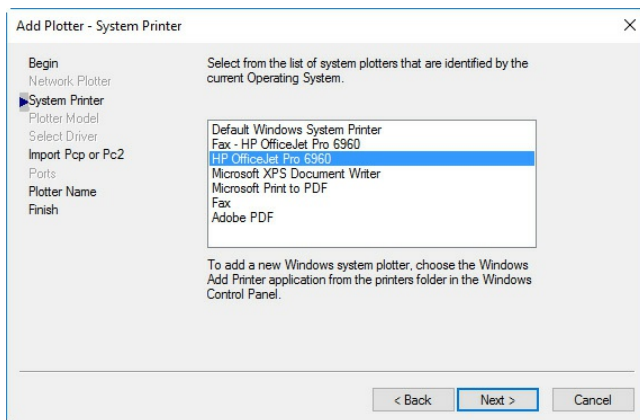 Add Plotter - System Printer
Begin
Network Plotter
System Printer
Plotter Model
Select Driver
Import Pcp or Pc2
Ports
Plotter Name
Finish
Select from the list of system plotters that are identified by the
current Operating System.
Default Windows System Printer
Fax - HP OfficeJet Pro 6960
HP OfficeJet Pro 6960
Microsoft XPS Document Writer
Microsoft Print to PDF
Fax
Adobe PDF
To add a new Windows system plotter, choose the Windows
Add Printer application from the printers folder in the Windows
Control Panel.
< Back
Next >
Cancel